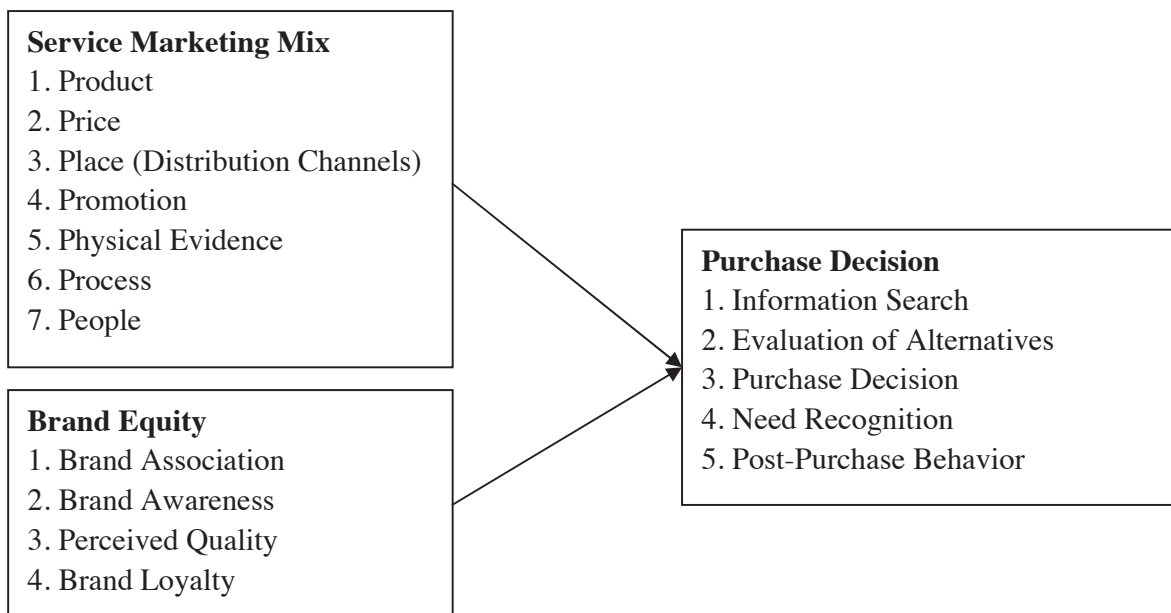 Service Marketing Mix
1. Product
2. Price
3. Place (Distribution Channels)
4. Promotion
5. Physical Evidence
6. Process
7. People
Brand Equity
1. Brand Association
2. Brand Awareness
3. Perceived Quality
4. Brand Loyalty
Purchase Decision
1. Information Search
2. Evaluation of Alternatives
3. Purchase Decision
4. Need Recognition
5. Post-Purchase Behavior